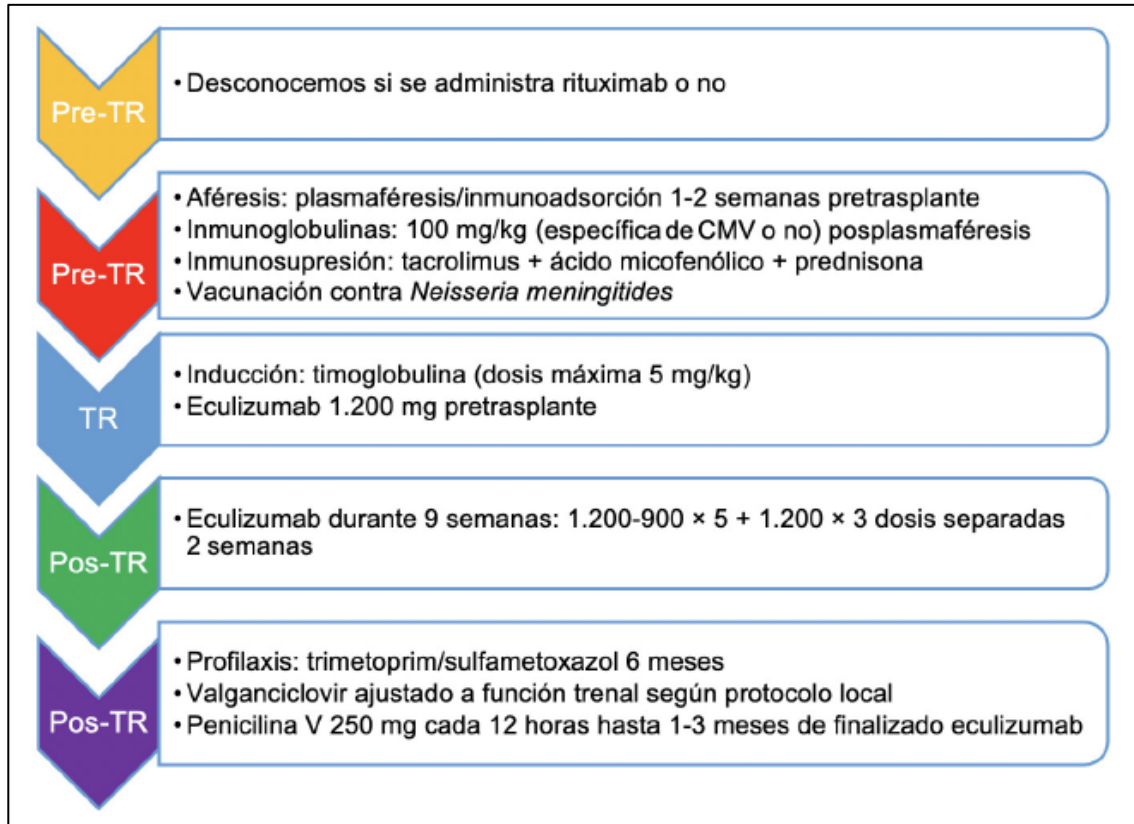 Pre-TR
• Desconocemos si se administra rituximab o no
Pre-TR
• Aféresis: plasmaféresis/inmunoadsorción 1-2 semanas pretrasplante
• Inmunoglobulinas: 100 mg/kg (específica de CMV o no) posplasmaféresis
• Inmunosupresión: tacrolimus + ácido micofenólico + prednisona
• Vacunación contra Neisseria meningitides
TR
• Inducción: timoglobulina (dosis máxima 5 mg/kg)
• Eculizumab 1.200 mg pretrasplante
Pos-TR
• Eculizumab durante 9 semanas: 1.200-900 × 5 + 1.200 × 3 dosis separadas
2 semanas
Pos-TR
• Profilaxis: trimetoprim/sulfametoxazol 6 meses
• Valganciclovir ajustado a función trenal según protocolo local
• Penicilina V 250 mg cada 12 horas hasta 1-3 meses de finalizado eculizumab